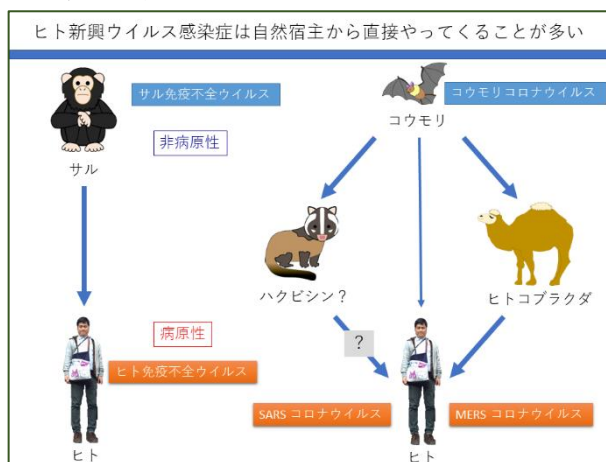 ヒト新興ウイルス感染症は自然宿主から直接やってくることが多い
サル免疫不全ウイルス
コウモリコロナウイルス
コウモリ
非病原性
サル
ハクビシン？
ヒトコブラクダ
病原性
?
ヒト免疫不全ウイルス
SARS コロナウイルス
MERS コロナウイルス
ヒト
ヒト